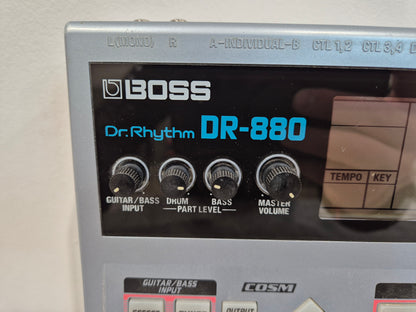 L (MONO) R A-INDIVIDUAL-B CTL 1,2 CTL 3,4
BOSS
Dr.Rhythm DR-880
TEMPO KEY
GUITAR/BASS INPUT
DRUM BASS
PART LEVEL
MASTER VOLUME
COSM
GUITAR/BASS
INPUT
OUTPUT